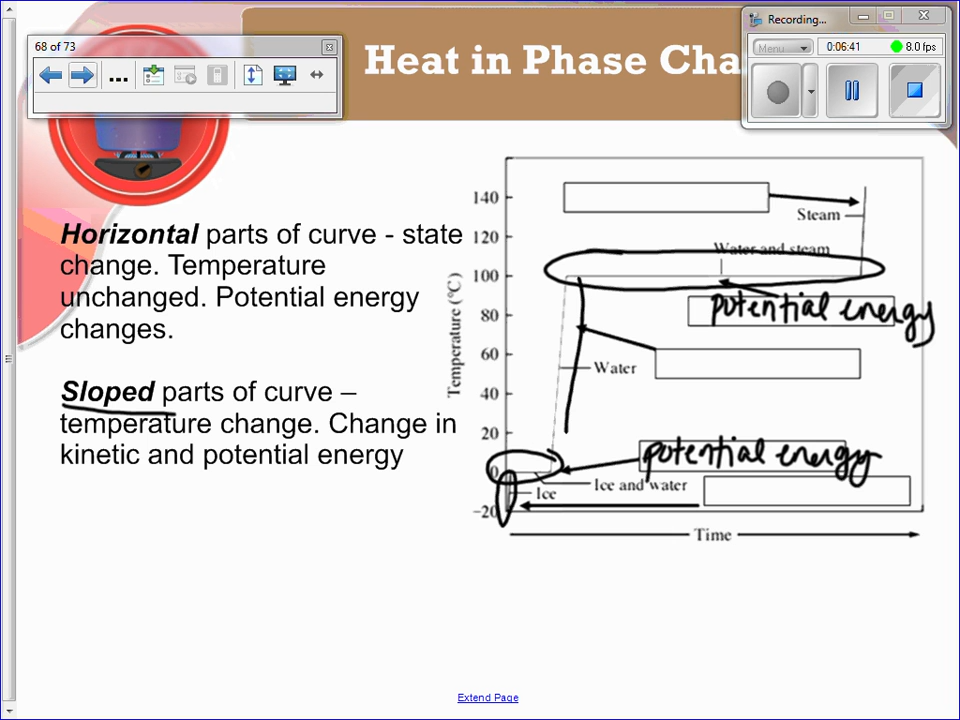 68 of 73
Heat in Phase Cha
Recording...
Menu
0:06:41
8.0 fps
Horizontal parts of curve - state
change. Temperature
unchanged. Potential energy
changes.
Sloped parts of curve –
temperature change. Change in
kinetic and potential energy
Temperature (°C)
140
120
100
80
60
40
20
0
−20
Steam
Water and steam
potential energy
Water
potential energy
Ice and water
Ice
Time
Extend Page